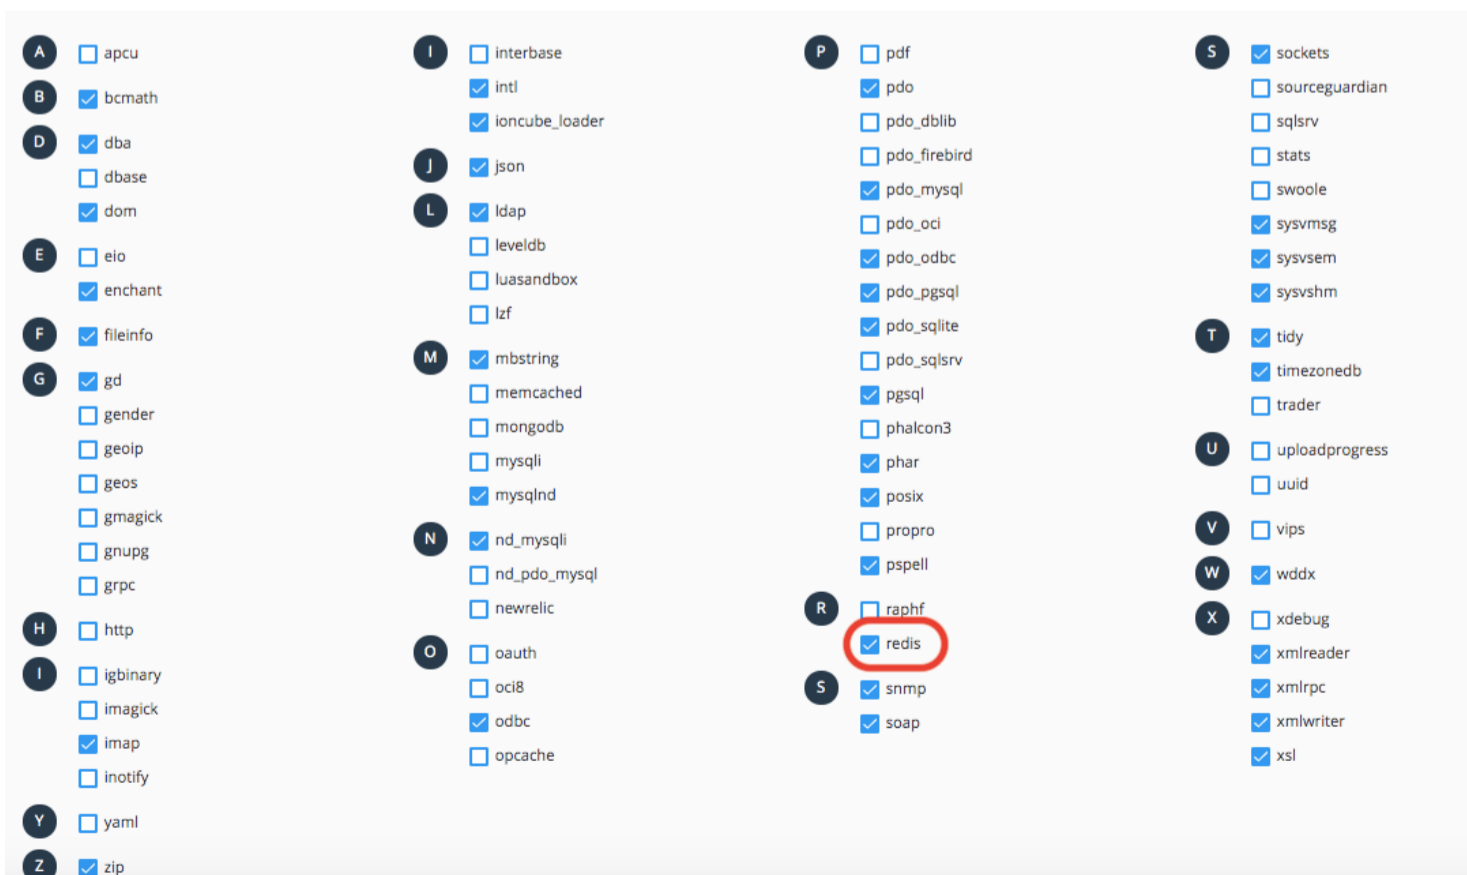 A
apcu
B
bcmath
D
dba
dbase
dom
E
eio
enchant
F
fileinfo
G
gd
gender
geoip
geos
gmagick
gnupg
grpc
H
http
I
igbinary
imagick
imap
inotify
Y
yaml
Z
zip
I
interbase
intl
ioncube_loader
J
json
L
ldap
leveldb
luasandbox
lzf
M
mbstring
memcached
mongodb
mysqli
mysqlnd
N
nd_mysqli
nd_pdo_mysql
newrelic
O
oauth
oci8
odbc
opcache
P
pdf
pdo
pdo_dblib
pdo_firebird
pdo_mysql
pdo_oci
pdo_odbc
pdo_pgsql
pdo_sqlite
pdo_sqlsrv
pgsql
phalcon3
phar
posix
propro
pspell
R
raphf
redis
S
snmp
soap
S
sockets
sourceguardian
sqlsrv
stats
swoole
sysvmsg
sysvsem
sysvshm
T
tidy
timezonedb
trader
U
uploadprogress
uuid
V
vips
W
wddx
X
xdebug
xmlreader
xmlrpc
xmlwriter
xsl